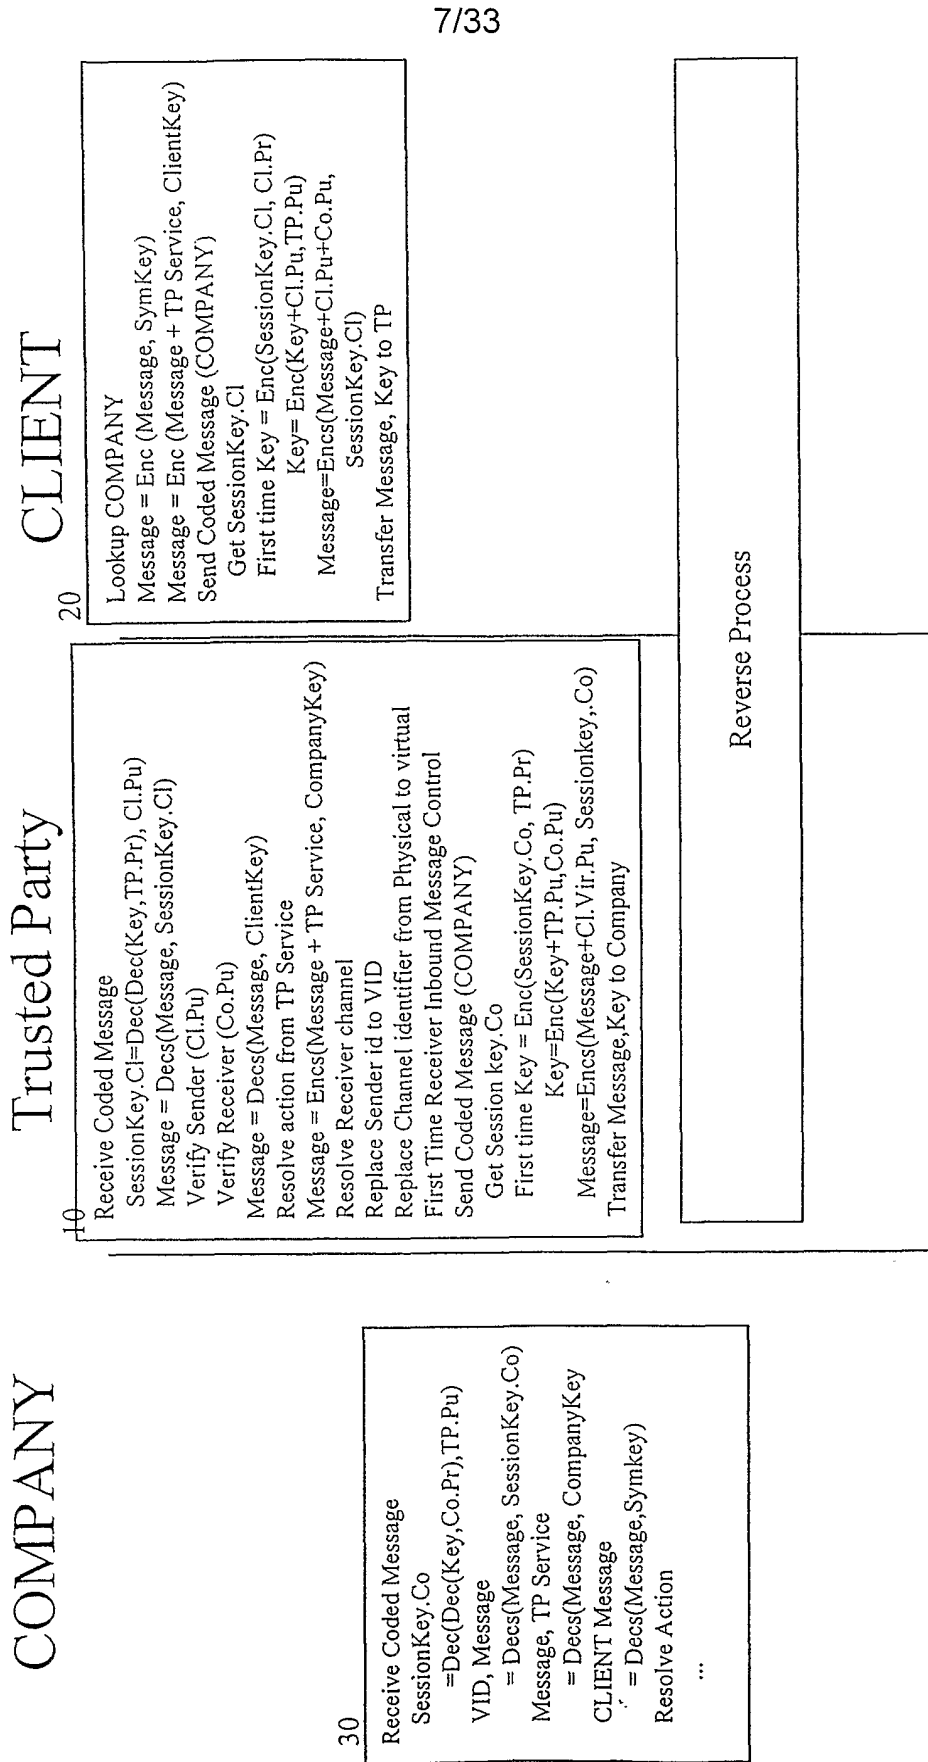 7/33
COMPANY
Trusted Party
CLIENT
30
Receive Coded Message
SessionKey.Co
=Dec(Dec(Key,Co.Pr),TP.Pu)
VID, Message
= Decs(Message, SessionKey.Co)
Message, TP Service
= Decs(Message, CompanyKey
CLIENT Message
= Decs(Message,Symkey)
Resolve Action
...
10
Receive Coded Message
SessionKey.Cl=Dec(Dec(Key,TP.Pr), Cl.Pu)
Message = Decs(Message, SessionKey.Cl)
Verify Sender (Cl.Pu)
Verify Receiver (Co.Pu)
Message = Decs(Message, ClientKey)
Resolve action from TP Service
Message = Encs(Message + TP Service, CompanyKey)
Resolve Receiver channel
Replace Sender id to VID
Replace Channel identifier from Physical to virtual
First Time Receiver Inbound Message Control
Send Coded Message (COMPANY)
Get Session key.Co
First time Key = Enc(SessionKey.Co, TP.Pr)
Key=Enc(Key+TP.Pu,Co.Pu)
Message=Encs(Message+Cl.Vir.Pu, Sessionkey,.Co)
Transfer Message,Key to Company
20
Lookup COMPANY
Message = Enc (Message, SymKey)
Message = Enc (Message + TP Service, ClientKey)
Send Coded Message (COMPANY)
Get SessionKey.Cl
First time Key = Enc(SessionKey.Cl, Cl.Pr)
Key= Enc(Key+Cl.Pu,TP.Pu)
Message=Encs(Message+Cl.Pu+Co.Pu,
SessionKey.Cl)
Transfer Message, Key to TP
Reverse Process